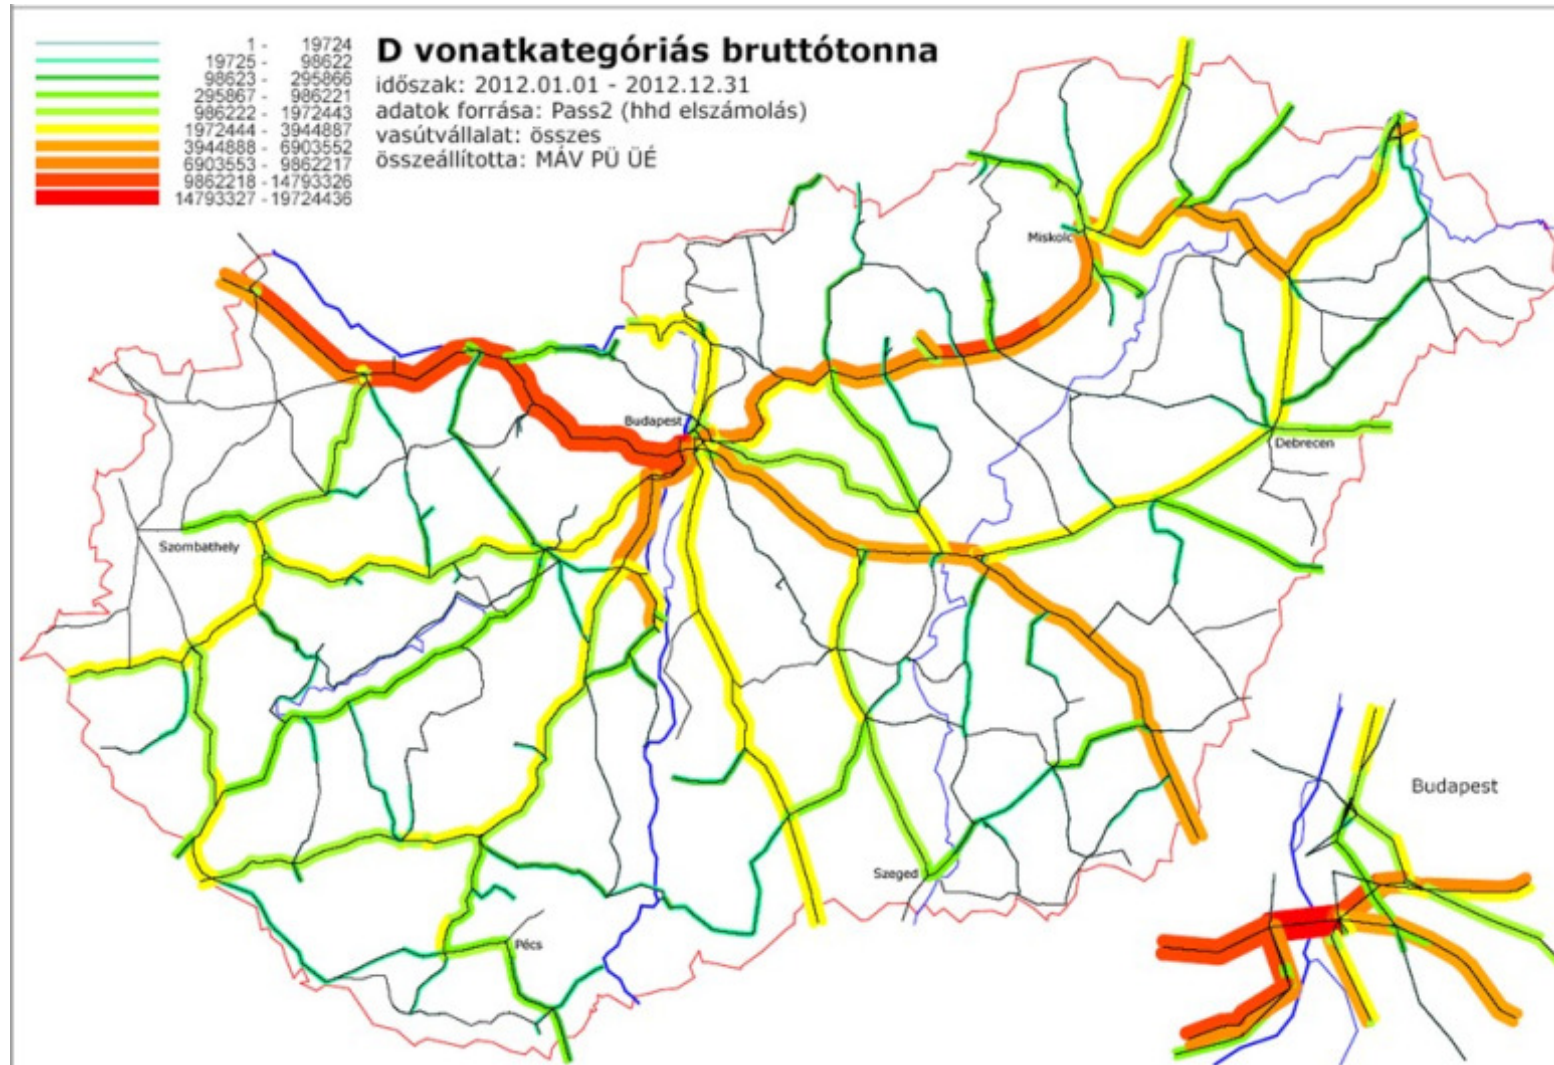 1 - 19724
19725 - 98622
98623 - 295866
295867 - 986221
986222 - 1972443
1972444 - 3944887
3944888 - 6903552
6903553 - 9862217
9862218 - 14793326
14793327 - 19724436
D vonatkategóriás bruttótonna
időszak: 2012.01.01 - 2012.12.31
adatok forrása: Pass2 (hhd elszámolás)
vasútvállalat: összes
összeállította: MÁV PÜ ÜÉ
Miskolc
Budapest
Debrecen
Szombathely
Budapest
Szeged
Pécs